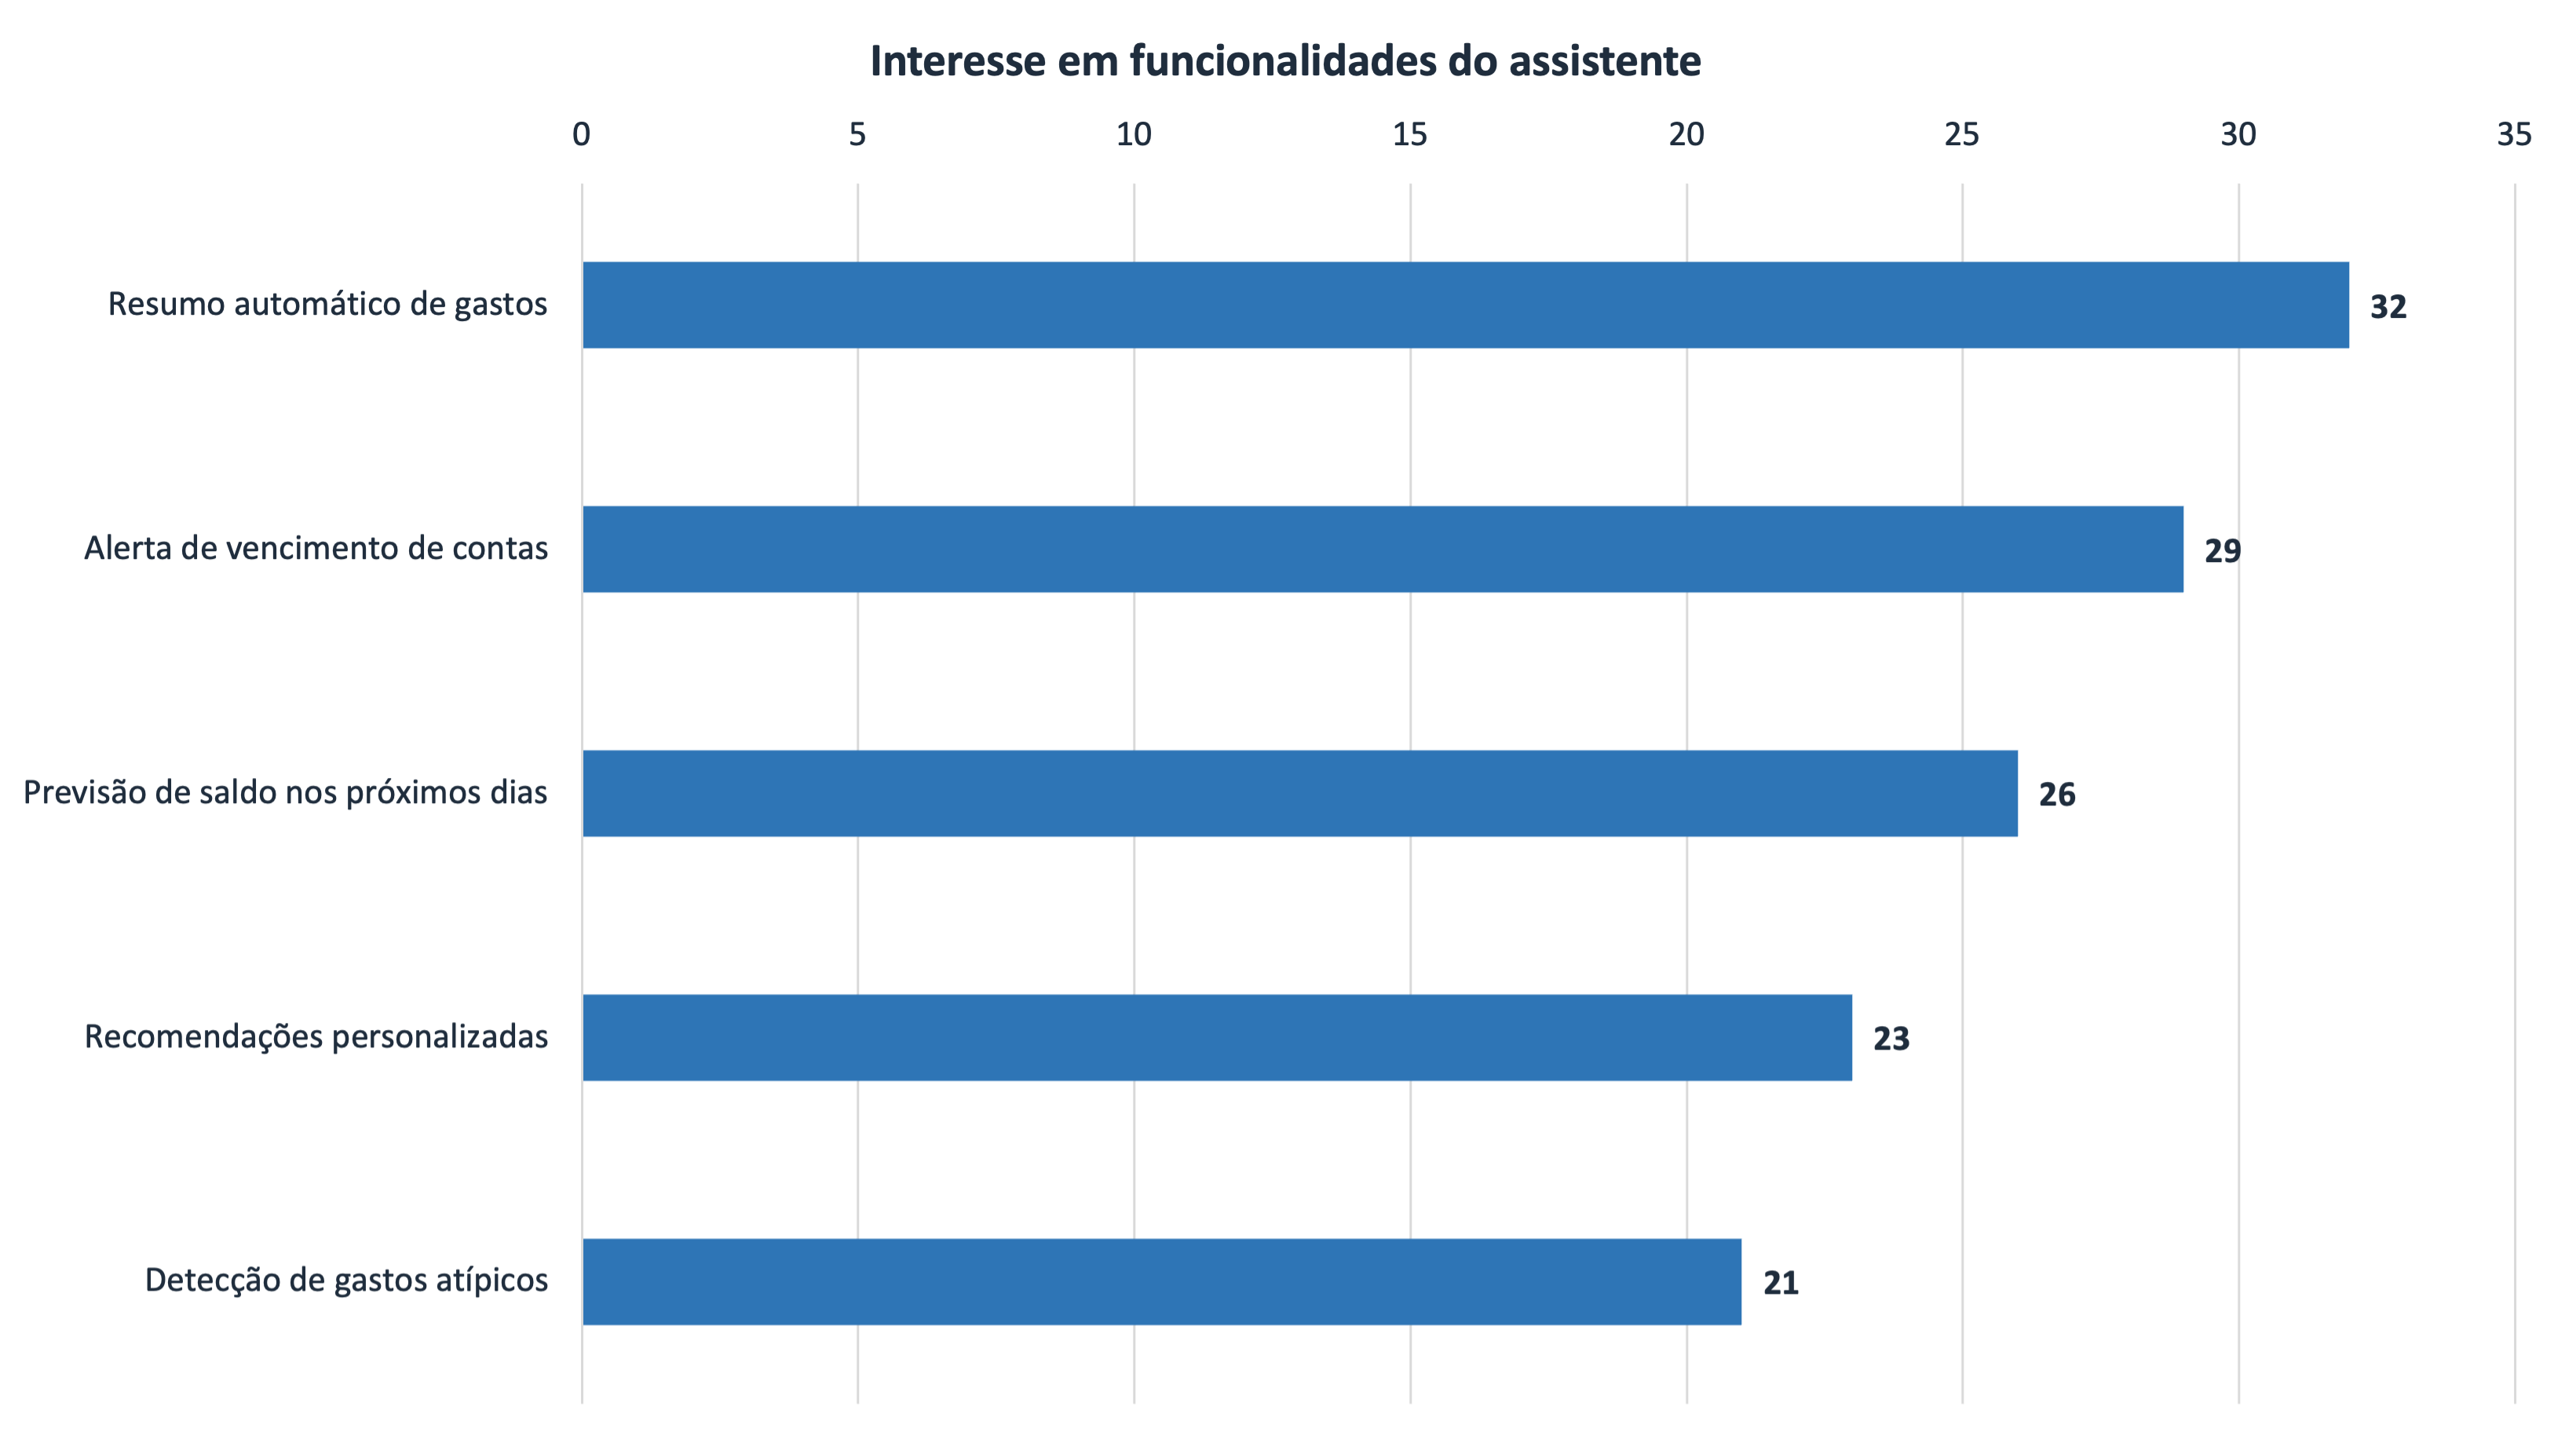 Interesse em funcionalidades do assistente
0 5 10 15 20 25 30 35
Resumo automático de gastos 32
Alerta de vencimento de contas 29
Previsão de saldo nos próximos dias 26
Recomendações personalizadas 23
Detecção de gastos atípicos 21